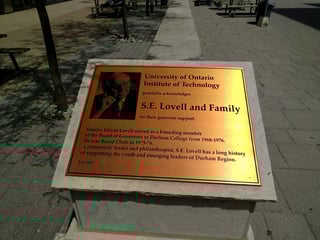 University of Ontario
Institute of Technology
gratefully acknowledges
S.E. Lovell and Family
for their generous support.
Stanley Edwin Lovell served as a Founding member
of the Board of Governors at Durham College from 1968-1976.
He was Board Chair in 1975-76.
A community leader and philanthropist, S.E. Lovell has a long history
of supporting the youth and emerging leaders of Durham Region.